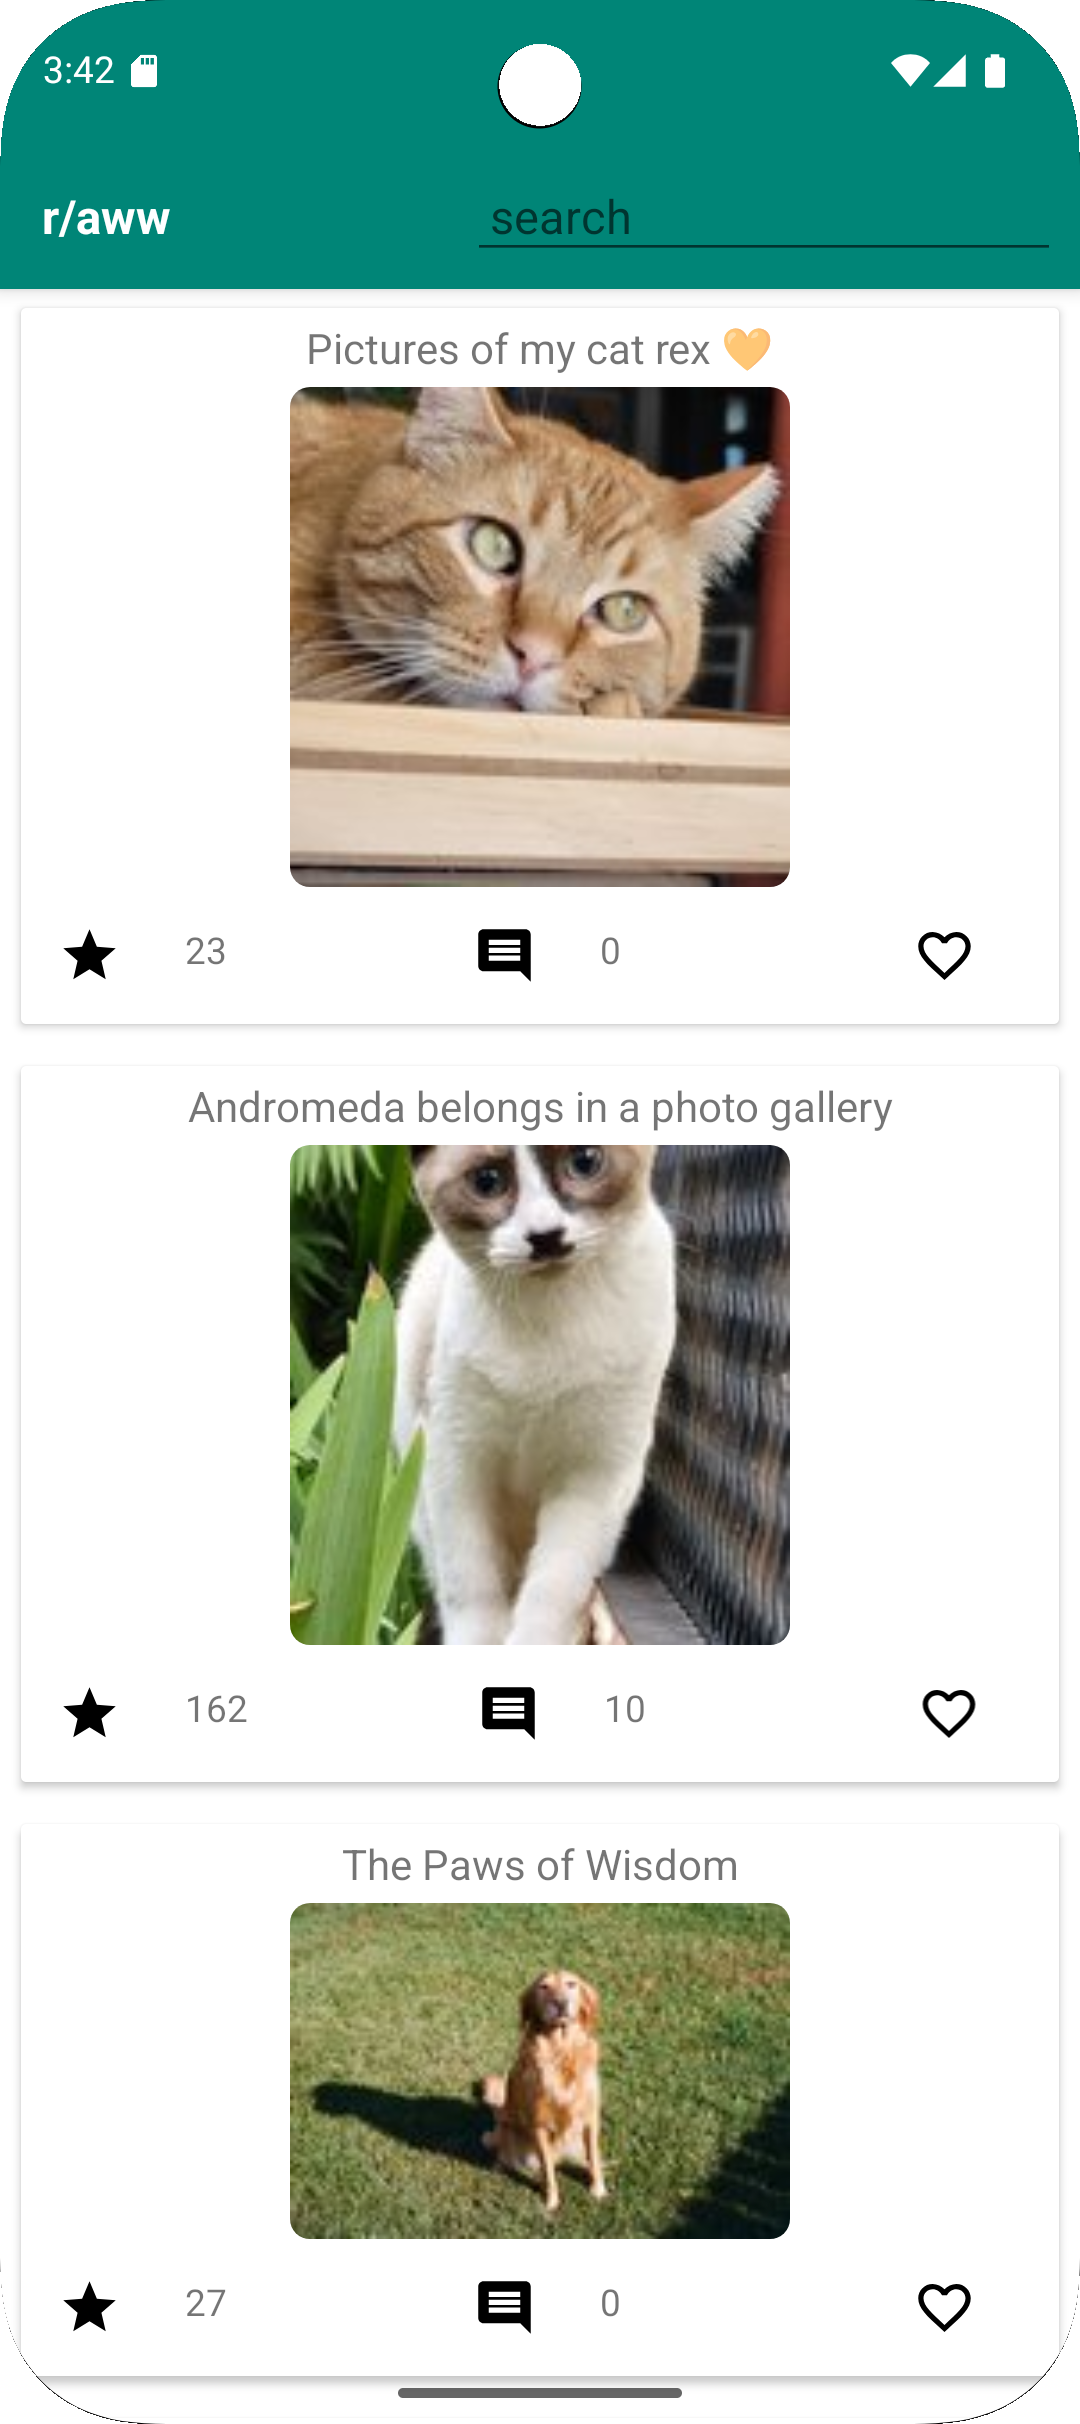 3:42
r/aww search
Pictures of my cat rex 🧡
23 0
Andromeda belongs in a photo gallery
162 10
The Paws of Wisdom
27 0